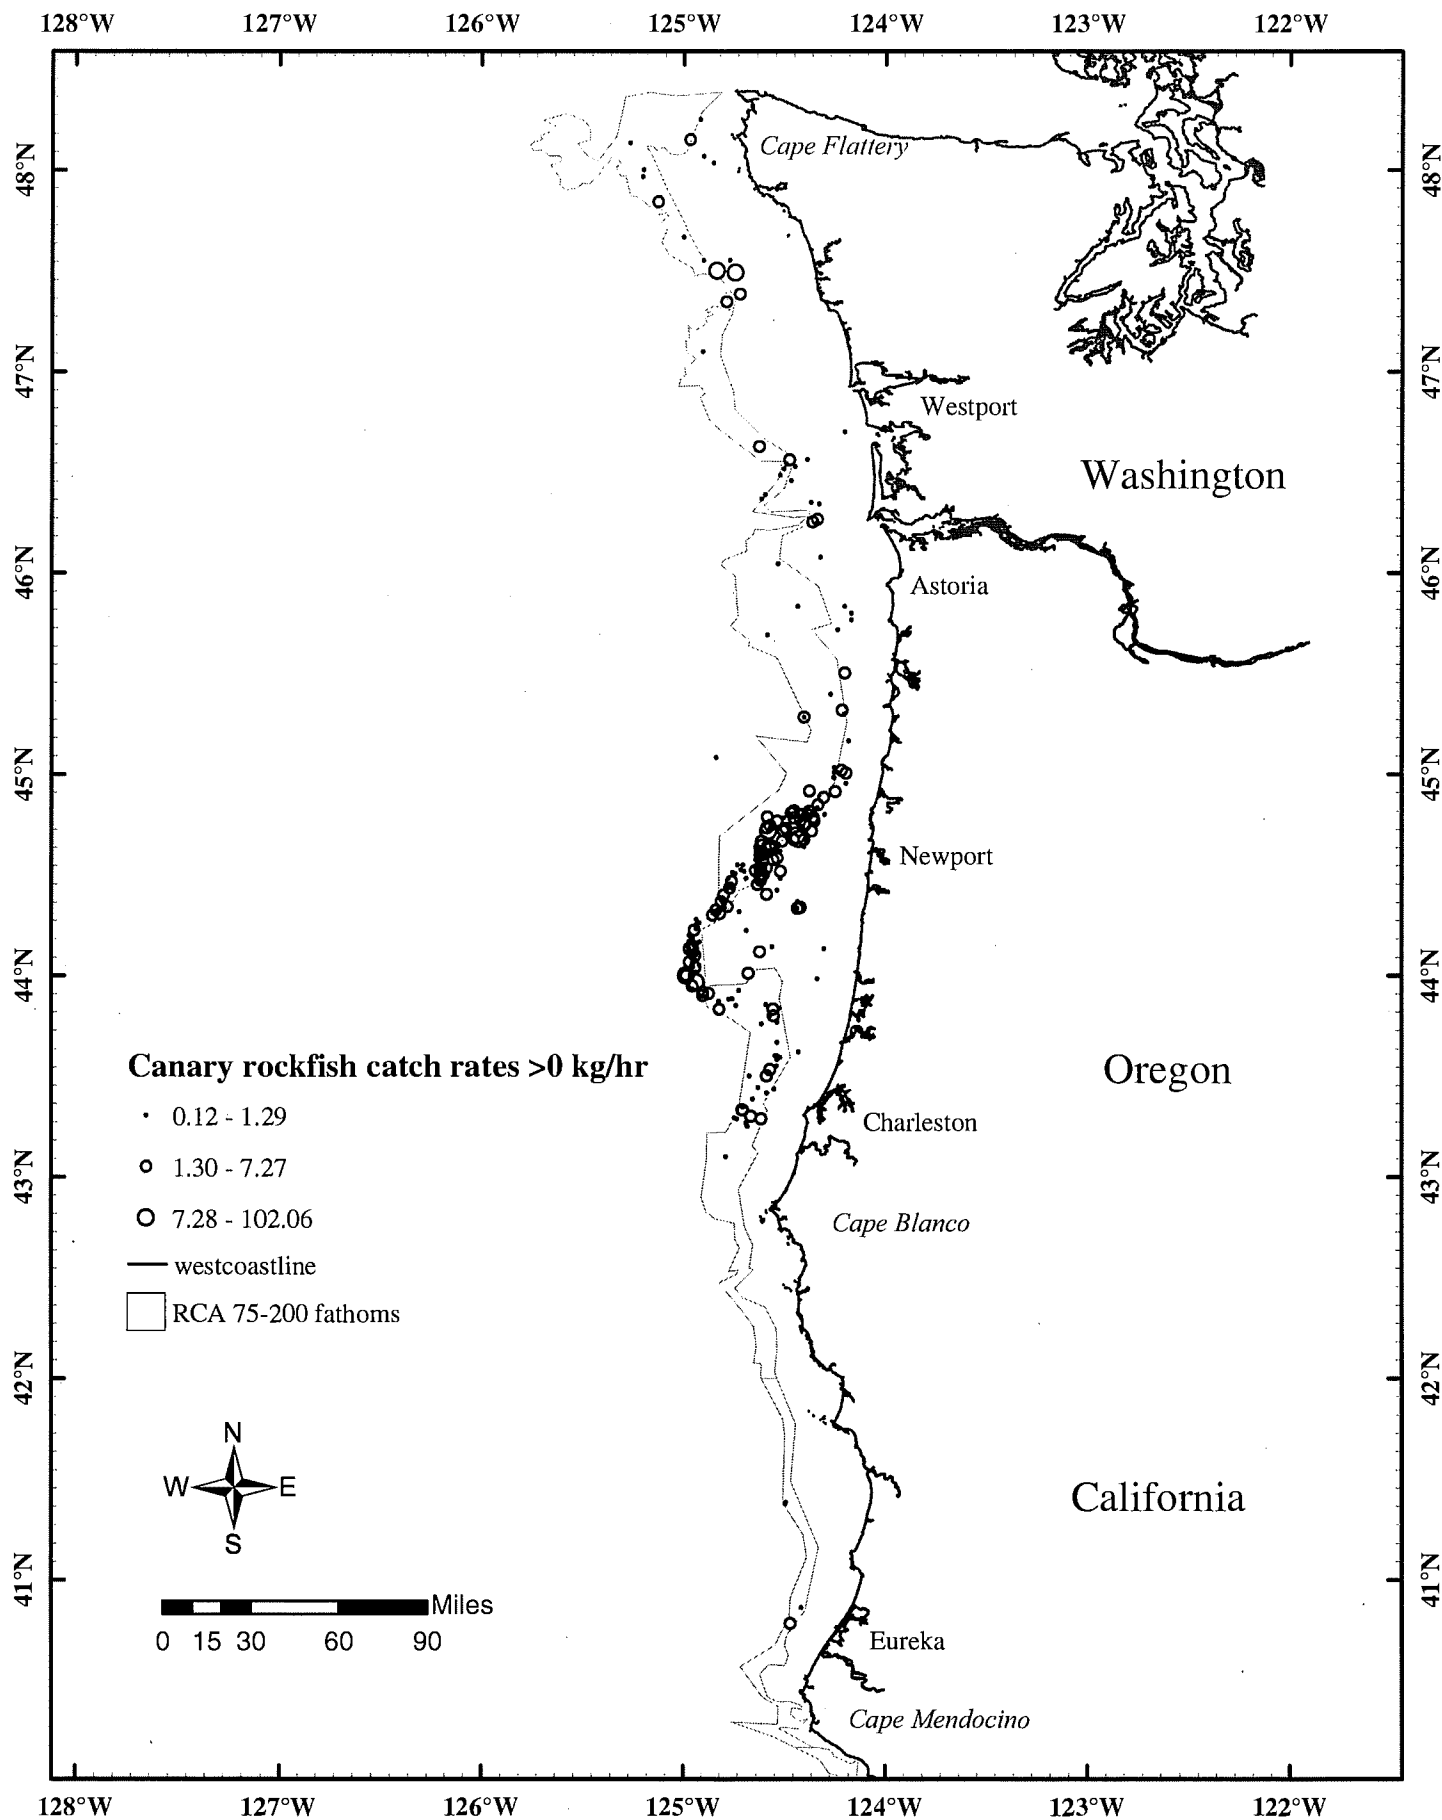 128°W 127°W 126°W 125°W 124°W 123°W 122°W
48°N 48°N
Cape Flattery
47°N 47°N
Westport
Washington
46°N 46°N
Astoria
45°N 45°N
Newport
44°N 44°N
Canary rockfish catch rates >0 kg/hr
Oregon
0.12 - 1.29
Charleston
1.30 - 7.27
43°N 43°N
7.28 - 102.06
Cape Blanco
westcoastline
RCA 75-200 fathoms
42°N 42°N
N
W E
California
S
41°N 41°N
Miles
0 15 30 60 90
Eureka
Cape Mendocino
128°W 127°W 126°W 125°W 124°W 123°W 122°W